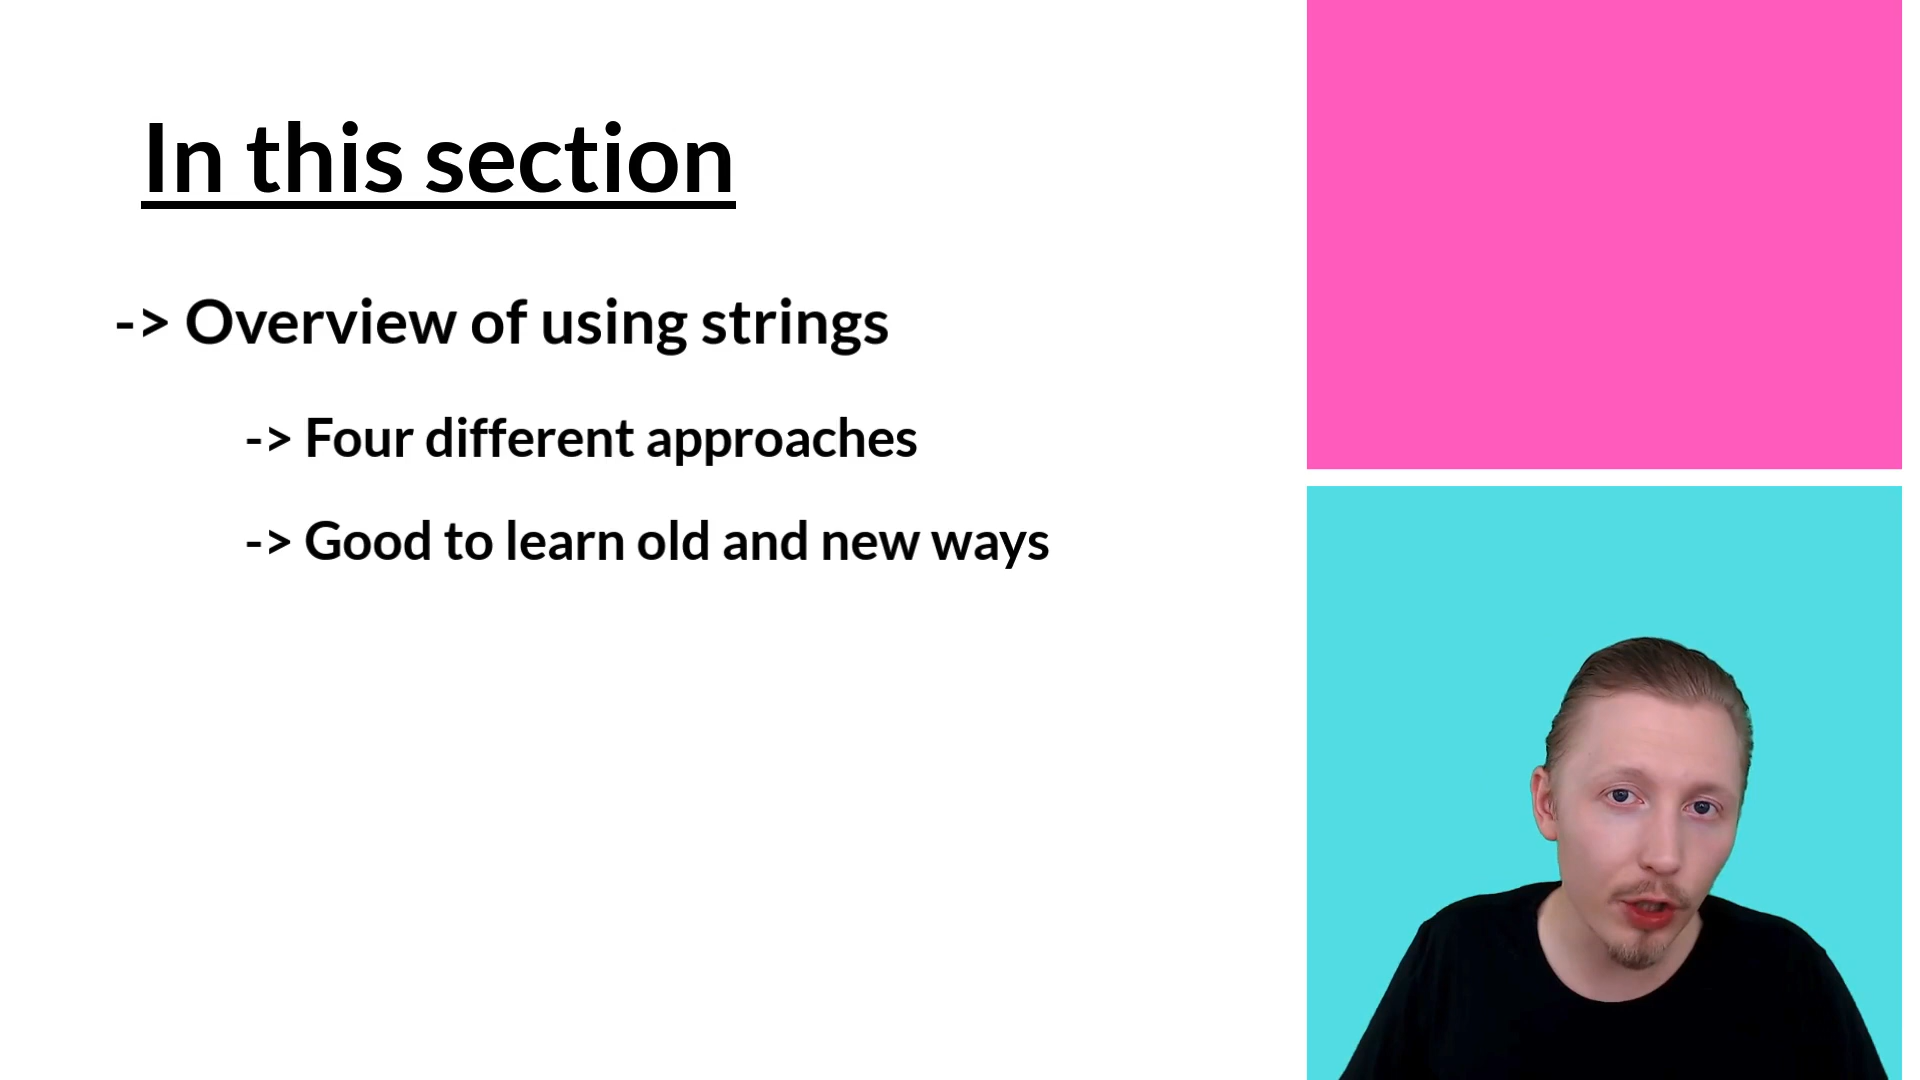 In this section
-> Overview of using strings
-> Four different approaches
-> Good to learn old and new ways